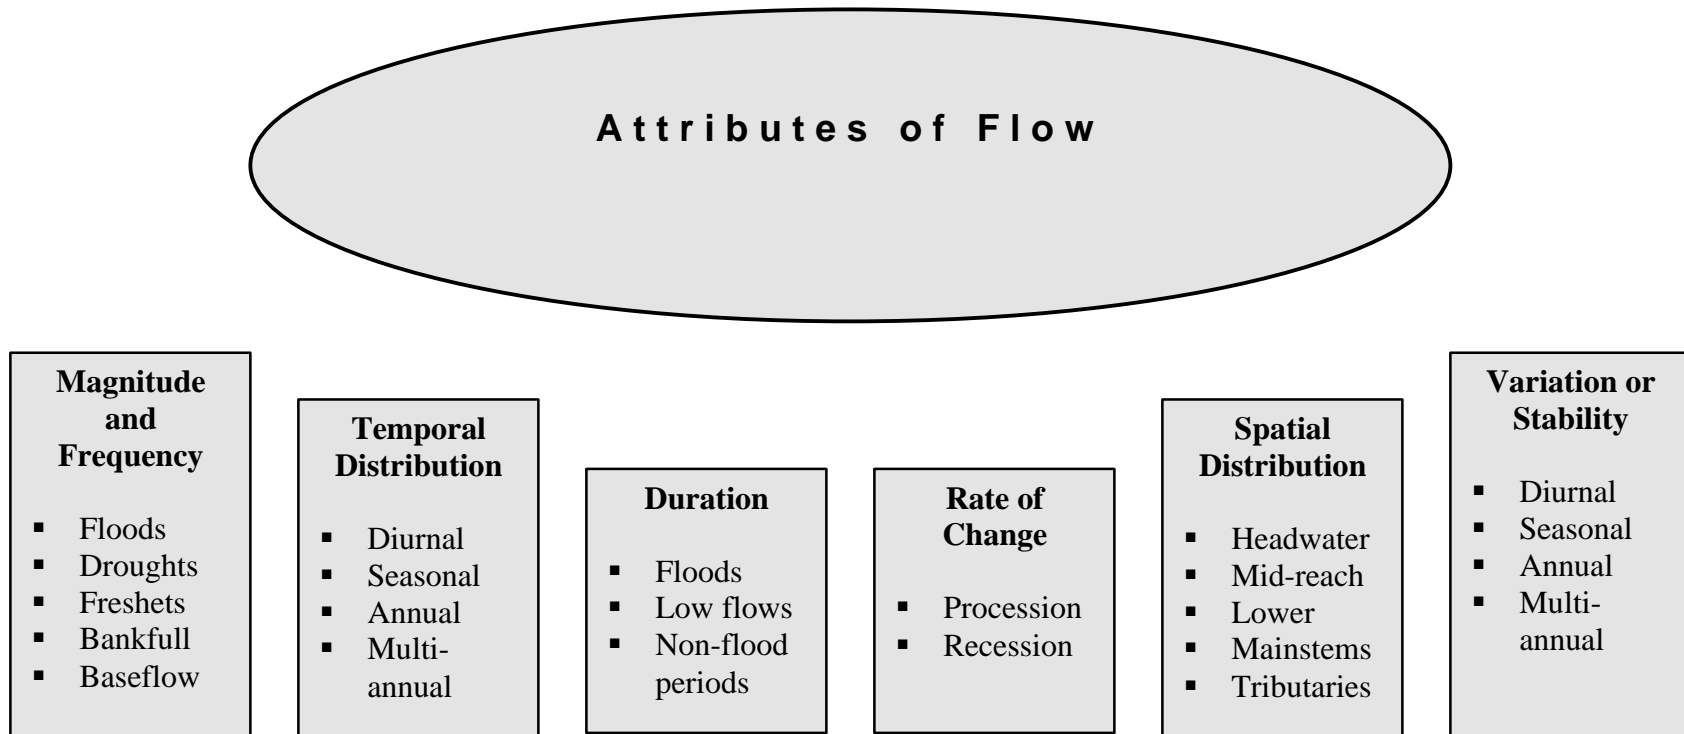 Attributes of Flow
Magnitude
and
Frequency
▪ Floods
▪ Droughts
▪ Freshets
▪ Bankfull
▪ Baseflow
Temporal
Distribution
▪ Diurnal
▪ Seasonal
▪ Annual
▪ Multi-
annual
Duration
▪ Floods
▪ Low flows
▪ Non-flood
periods
Rate of
Change
▪ Procession
▪ Recession
Spatial
Distribution
▪ Headwater
▪ Mid-reach
▪ Lower
▪ Mainstems
▪ Tributaries
Variation or
Stability
▪ Diurnal
▪ Seasonal
▪ Annual
▪ Multi-
annual